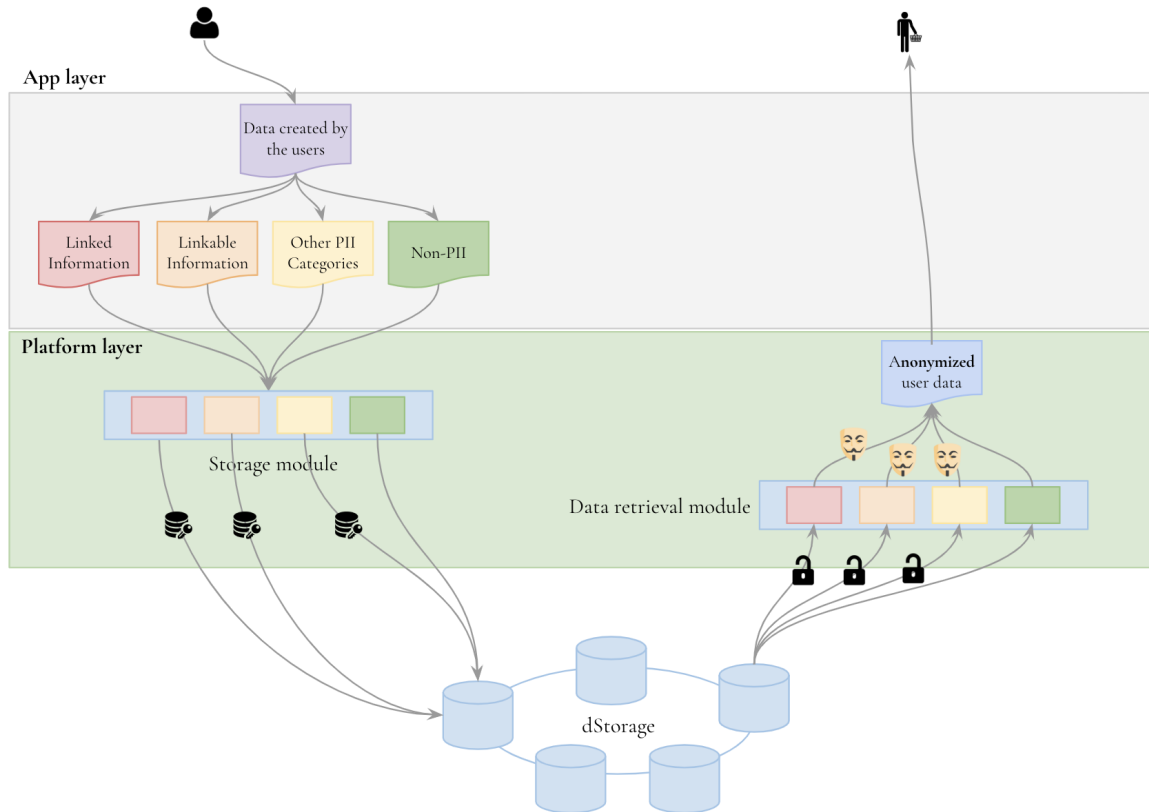 App layer
Data created by
the users
Linked
Information
Linkable
Information
Other PII
Categories
Non-PII
Platform layer
Anonymized
user data
Storage module
Data retrieval module
dStorage